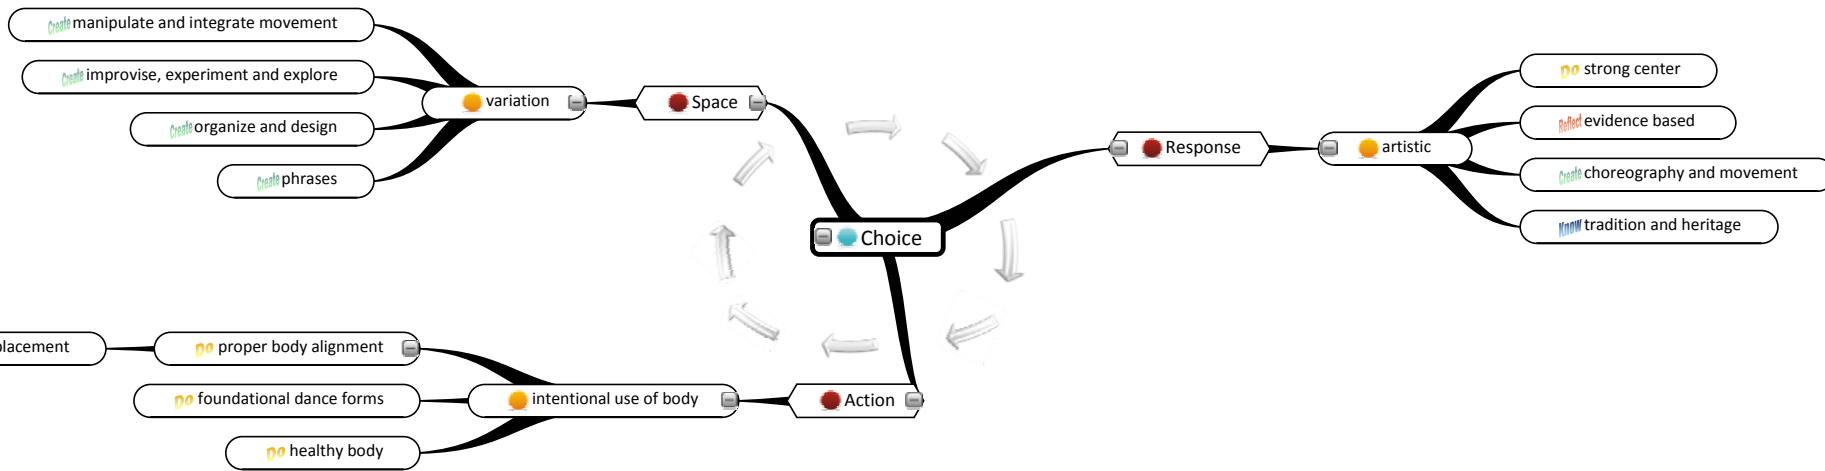 Create manipulate and integrate movement
Create improvise, experiment and explore
Create organize and design
Create phrases
variation
Space
Choice
Response
artistic
Do strong center
Reflect evidence based
Create choreography and movement
Know tradition and heritage
Action
intentional use of body
Do proper body alignment
placement
Do foundational dance forms
Do healthy body